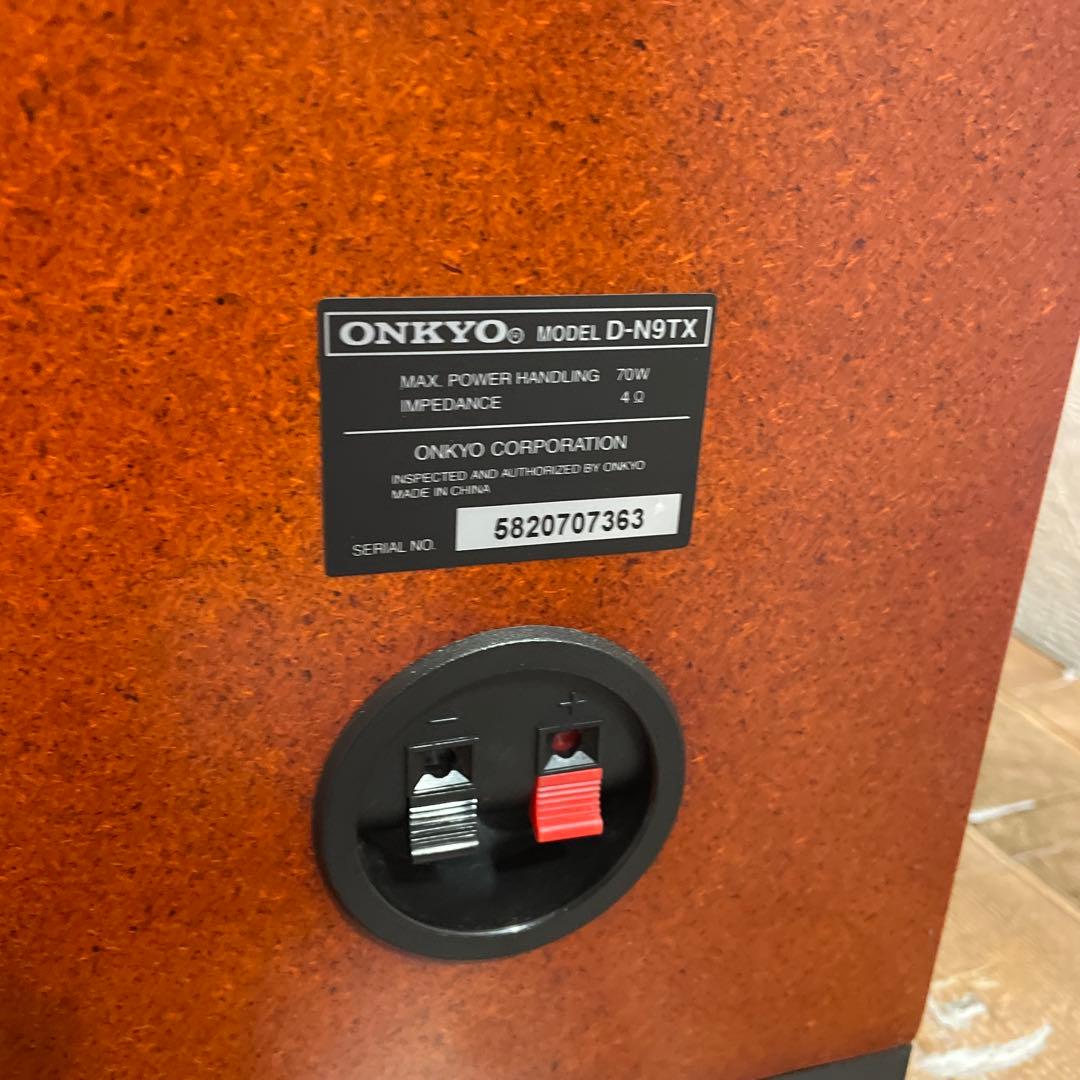 ONKYO® MODEL D-N9TX
MAX. POWER HANDLING 70W
IMPEDANCE 4 Ω
ONKYO CORPORATION
INSPECTED AND AUTHORIZED BY ONKYO
MADE IN CHINA
SERIAL NO. 5820707363
− +